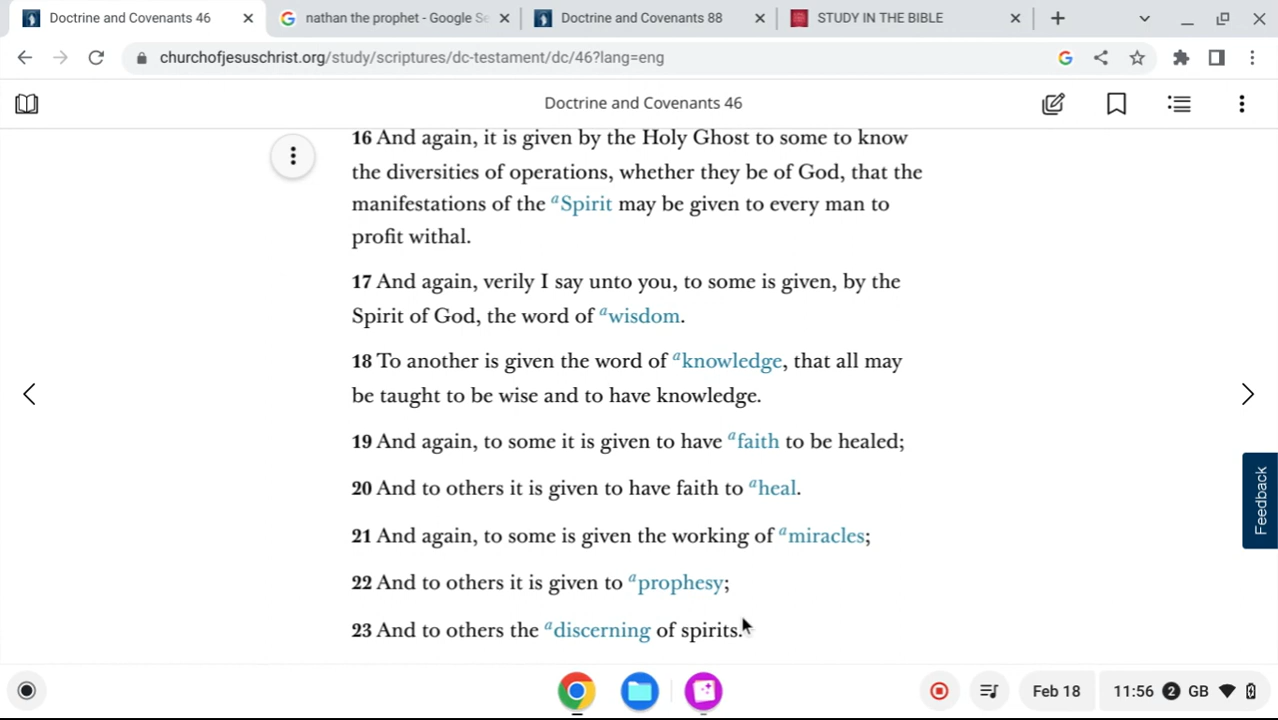 Doctrine and Covenants 46
nathan the prophet - Google Se
Doctrine and Covenants 88
STUDY IN THE BIBLE
churchofjesuschrist.org/study/scriptures/dc-testament/dc/46?lang=eng
Doctrine and Covenants 46
16 And again, it is given by the Holy Ghost to some to know
the diversities of operations, whether they be of God, that the
manifestations of the aSpirit may be given to every man to
profit withal.
17 And again, verily I say unto you, to some is given, by the
Spirit of God, the word of awisdom.
18 To another is given the word of aknowledge, that all may
be taught to be wise and to have knowledge.
19 And again, to some it is given to have afaith to be healed;
20 And to others it is given to have faith to aheal.
21 And again, to some is given the working of amiracles;
22 And to others it is given to aprophesy;
23 And to others the adiscerning of spirits.
Feedback
Feb 18
11:56 2 GB